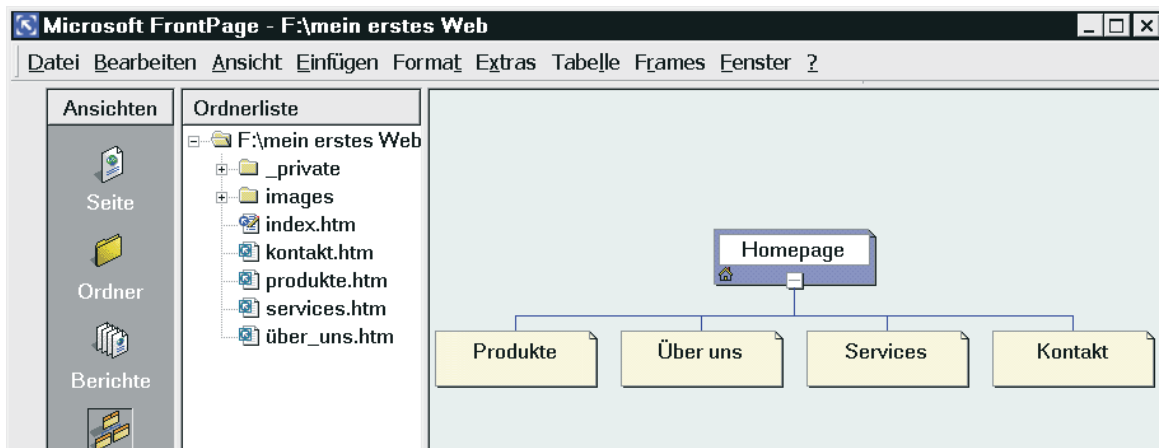 Microsoft FrontPage - F:\mein erstes Web
Datei Bearbeiten Ansicht Einfügen Format Extras Tabelle Frames Fenster ?
Ansichten
Seite
Ordner
Berichte
Ordnerliste
F:\mein erstes Web
_private
images
index.htm
kontakt.htm
produkte.htm
services.htm
über_uns.htm
Homepage
Produkte Über uns Services Kontakt